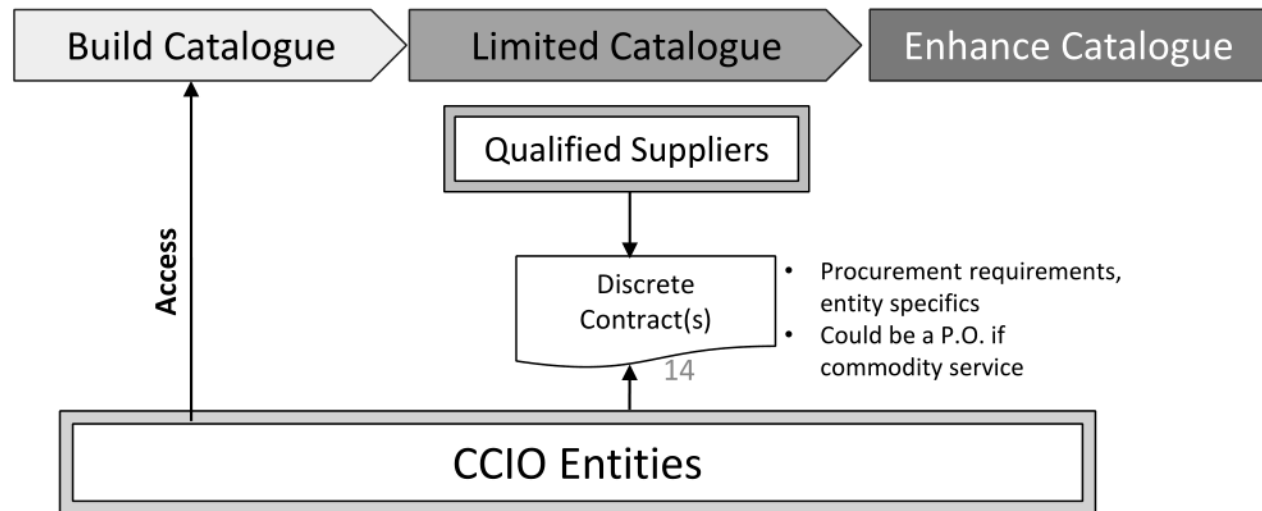 Build Catalogue
Limited Catalogue
Enhance Catalogue
Qualified Suppliers
Access
Discrete
Contract(s)
• Procurement requirements,
entity specifics
• Could be a P.O. if
commodity service
14
CCIO Entities